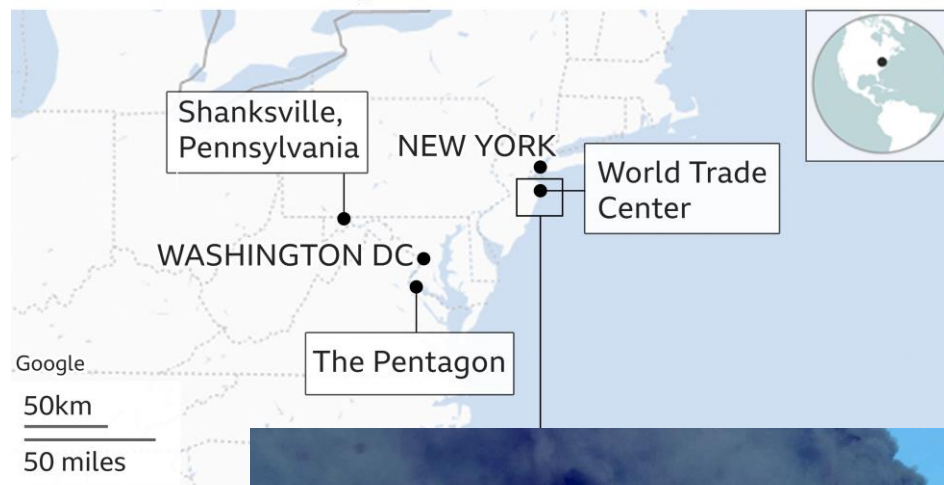 Shanksville,
Pennsylvania
NEW YORK
World Trade
Center
WASHINGTON DC
The Pentagon
Google
50km
50 miles